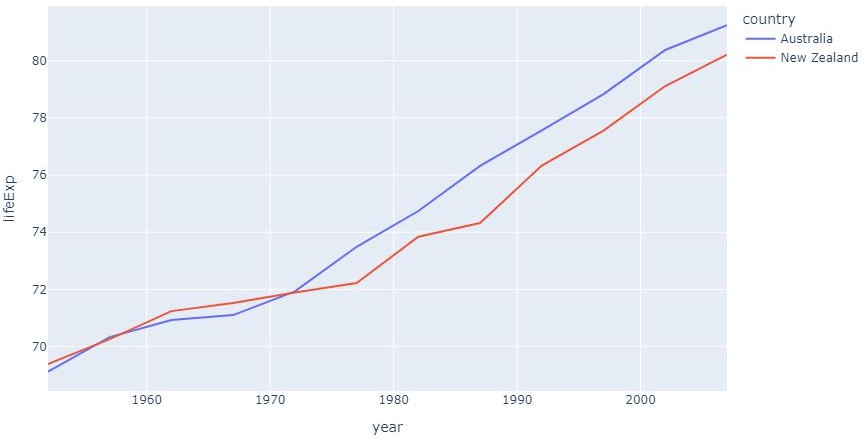 country
Australia
New Zealand
lifeExp
80
78
76
74
72
70
1960 1970 1980 1990 2000
year